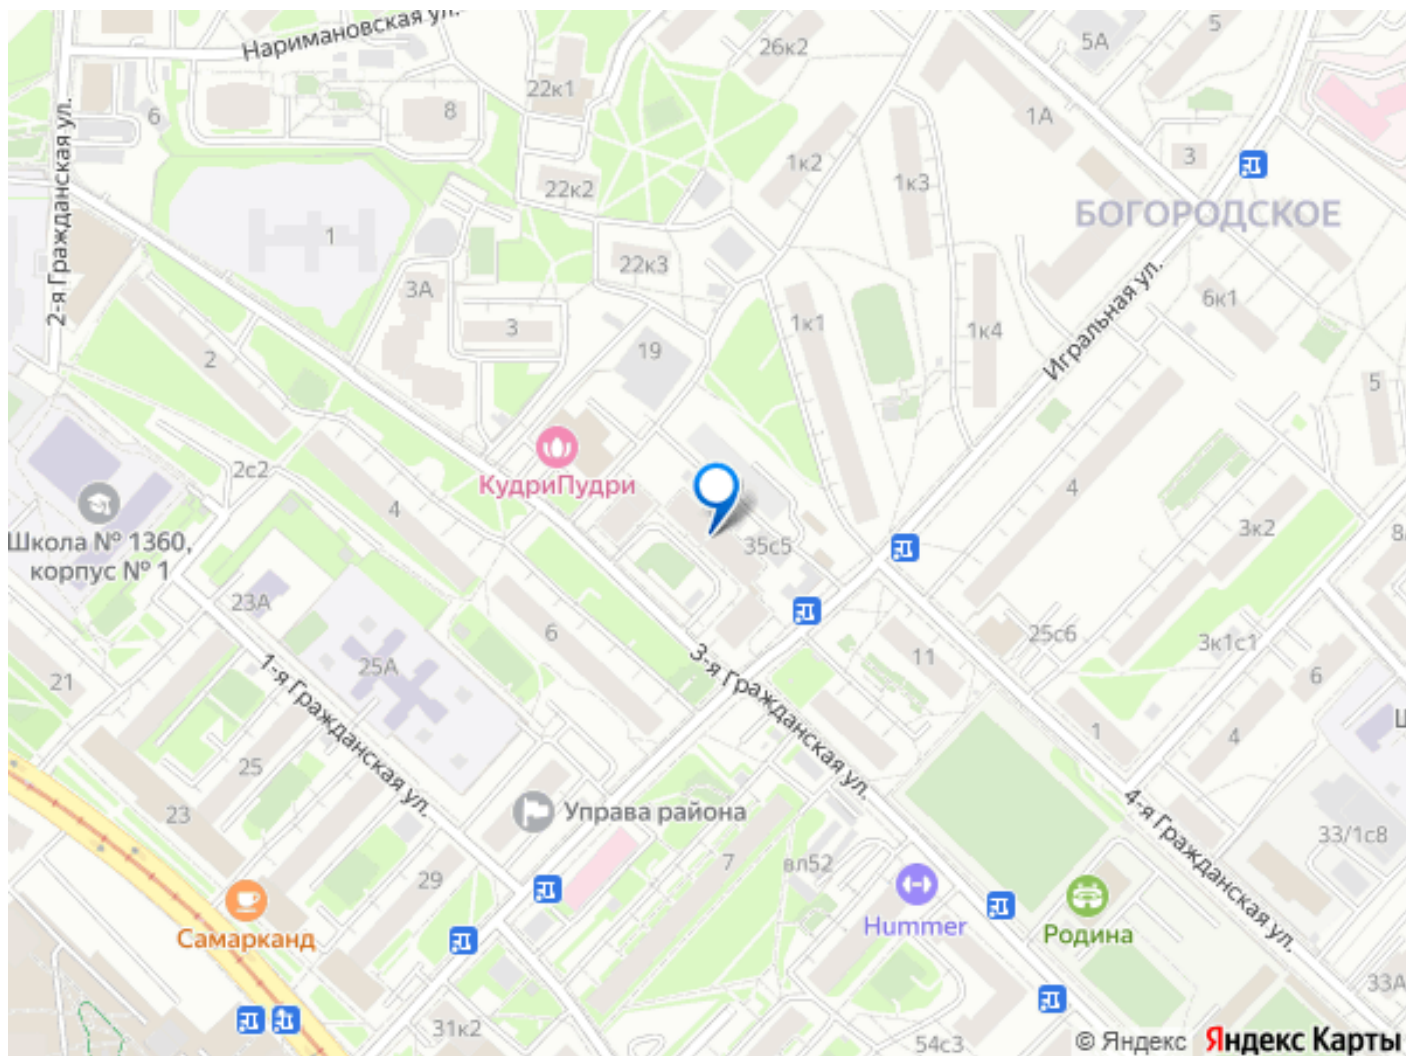 Наримановская ул.
26к2
5А
5
22к1
6
8
1А
2-я Гражданская ул.
1к2
3
22к2
1к3
БОГОРОДСКОЕ
1
22к3
3А
6к1
3
1к1
1к4
Игральная ул.
2
19
5
2с2
КудриПудри
4
4
3к2
Школа № 1360,
корпус № 1
35с5
23А
6
25с6
3к1с1
11
25А
21
6
1-я Гражданская ул.
3-я Гражданская ул.
1
4
25
23
Управа района
4-я Гражданская ул.
33/1с8
7
вл52
29
Hummer
Самарканд
Родина
33А
31к2
54с3
© Яндекс Яндекс Карты